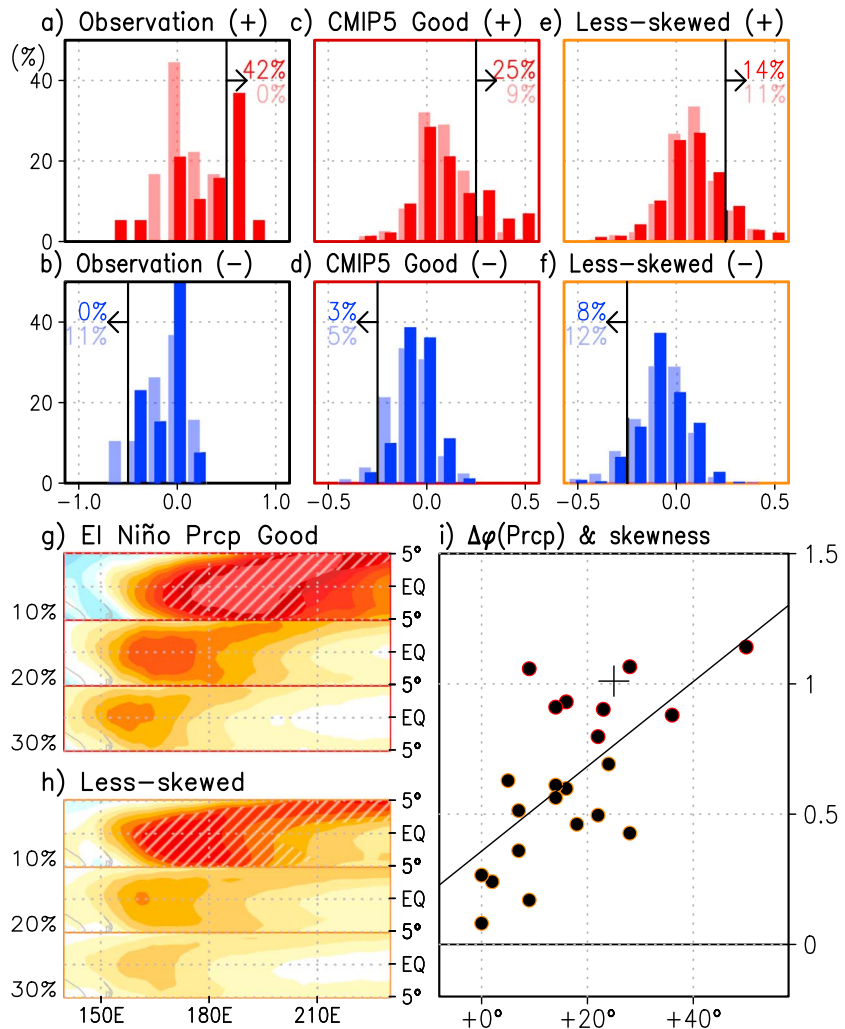 a) Observation (+)
c) CMIP5 Good (+)
e) Less-skewed (+)
(%)
40
20
0
42%
0%
25%
9%
14%
11%
b) Observation (-)
d) CMIP5 Good (-)
f) Less-skewed (-)
40
20
0
0%
11%
3%
5%
8%
12%
-1.0 0.0 1.0
-0.5 0.0 0.5
-0.5 0.0 0.5
g) El Niño Prcp Good
10%
20%
30%
5°
EQ
5°
EQ
5°
EQ
5°
h) Less-skewed
10%
20%
30%
5°
EQ
5°
EQ
5°
EQ
5°
150E 180E 210E
i) Δφ(Prcp) & skewness
1.5
1
0.5
0
+0° +20° +40°